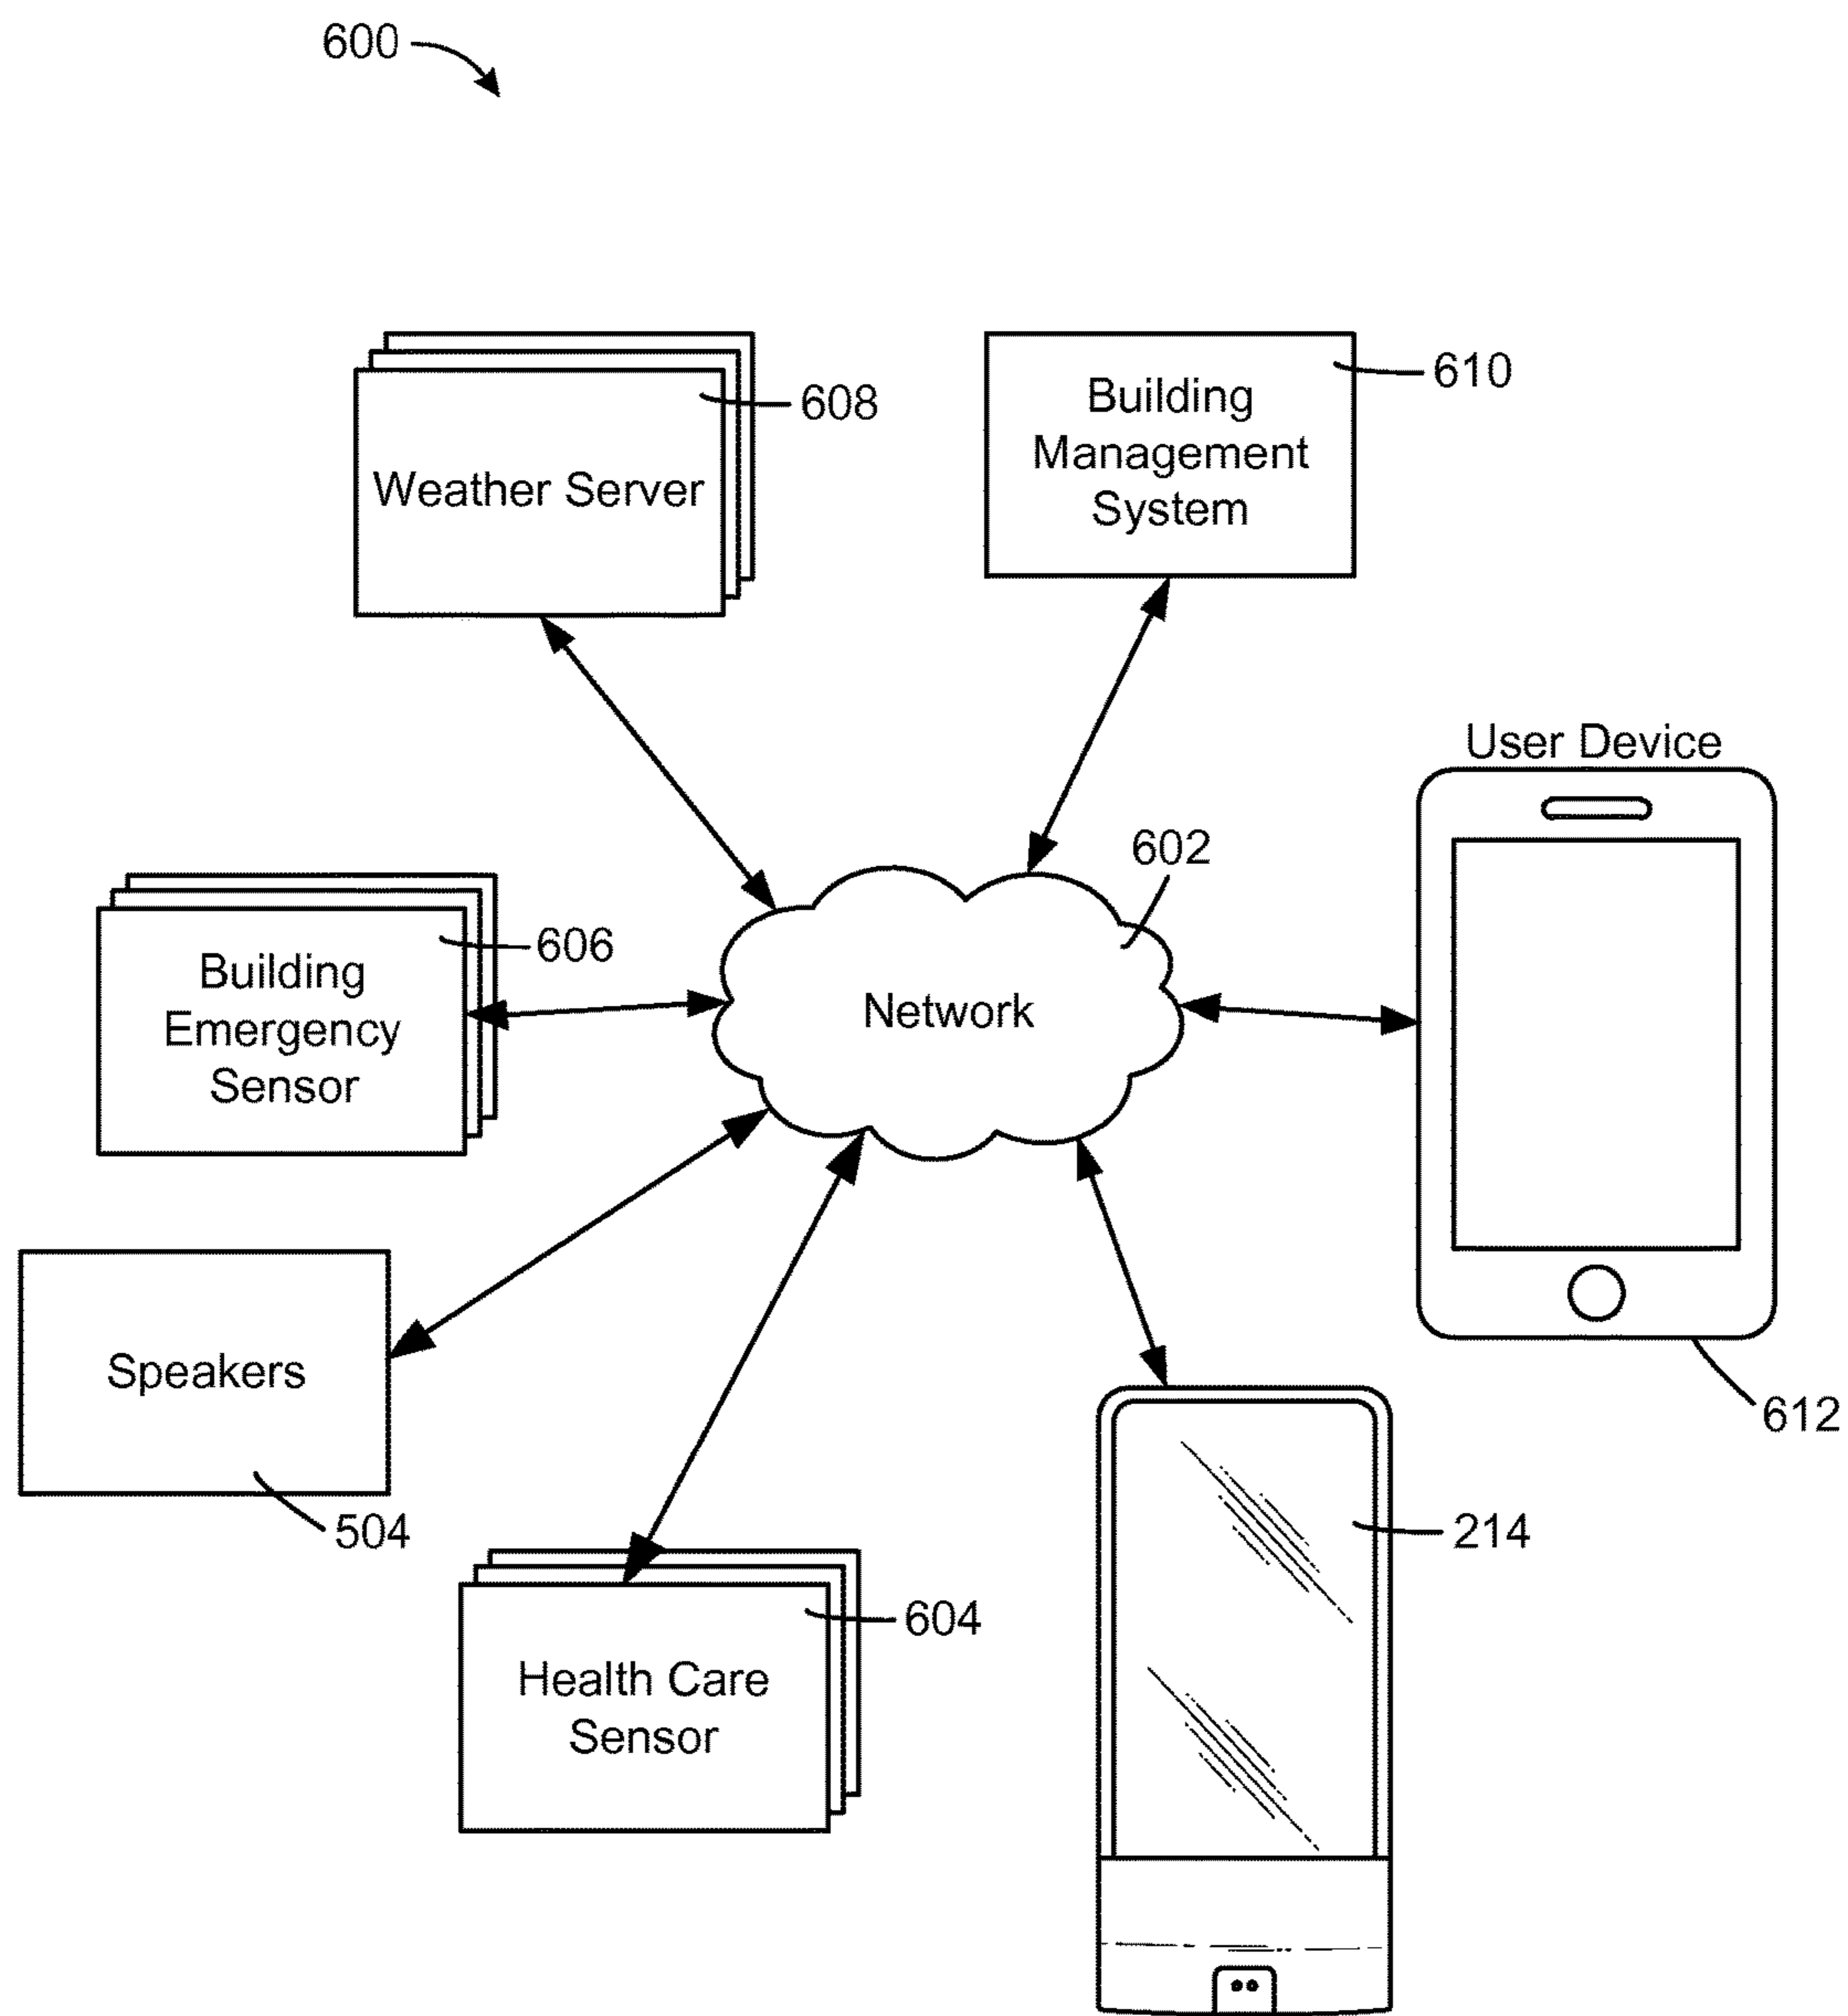 600
608
Weather Server
610
Building
Management
System
User Device
602
606
Building
Emergency
Sensor
Network
Speakers
504
612
214
604
Health Care
Sensor